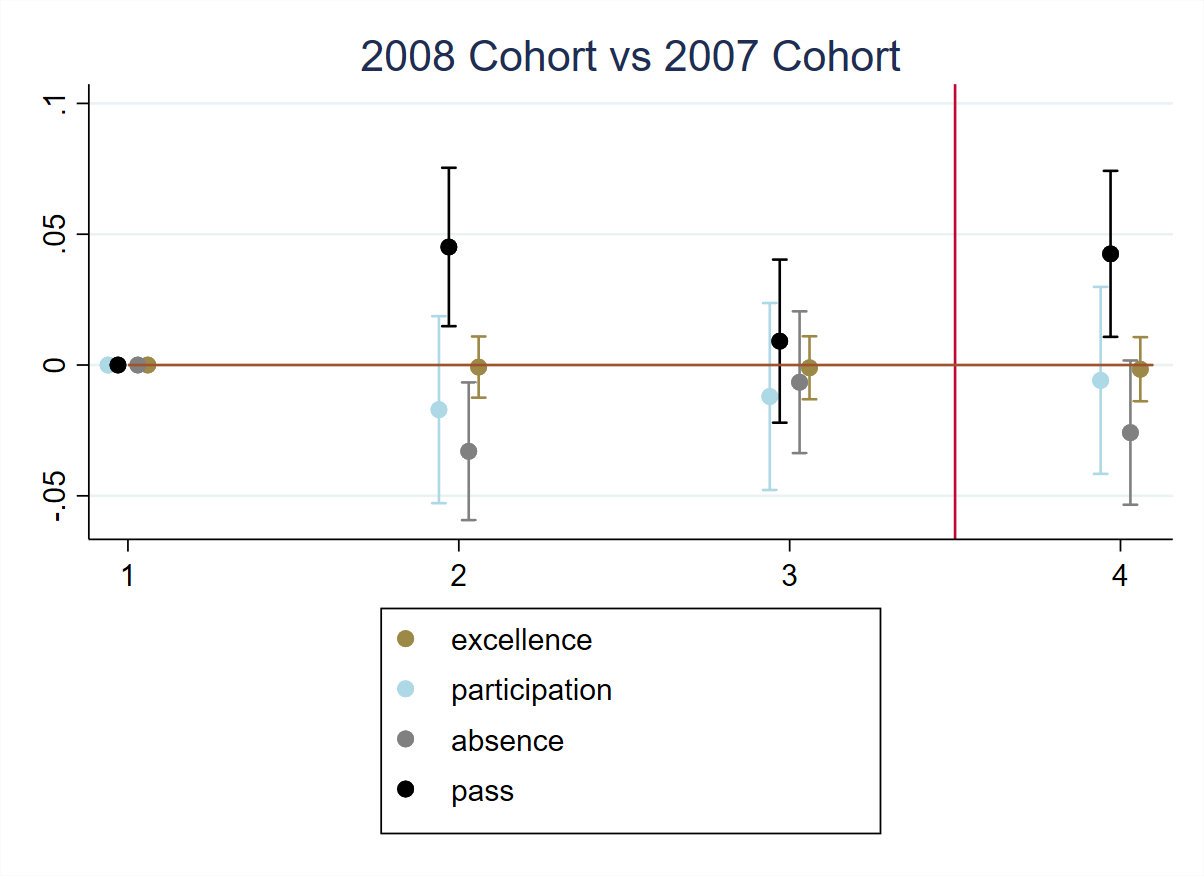 2008 Cohort vs 2007 Cohort
.1
.05
0
-.05
1 2 3 4
excellence
participation
absence
pass